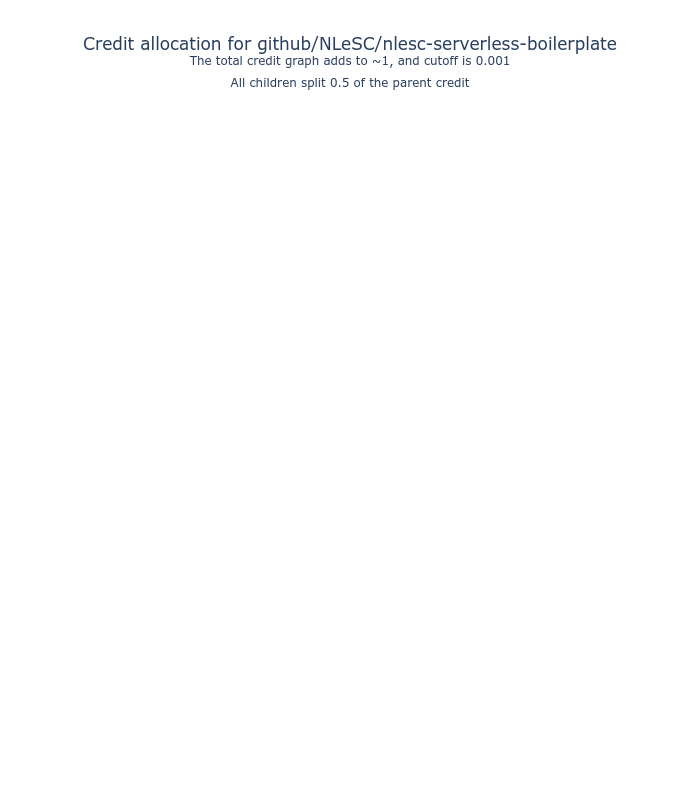 Credit allocation for github/NLeSC/nlesc-serverless-boilerplate
The total credit graph adds to ~1, and cutoff is 0.001
All children split 0.5 of the parent credit